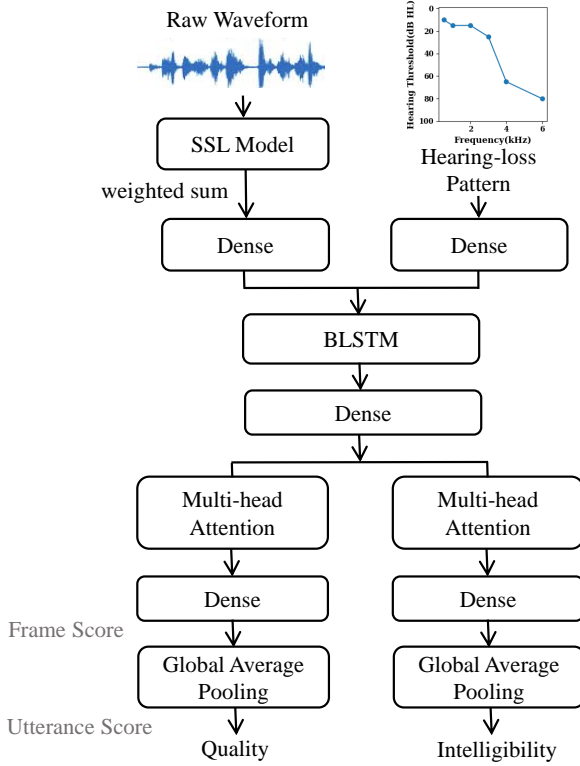 Raw Waveform
Hearing Threshold(dB HL)
0
20
40
60
80
100
2
4
6
Frequency(kHz)
Hearing-loss
Pattern
SSL Model
weighted sum
Dense
Dense
BLSTM
Dense
Multi-head
Attention
Multi-head
Attention
Dense
Dense
Frame Score
Global Average
Pooling
Global Average
Pooling
Utterance Score
Quality
Intelligibility